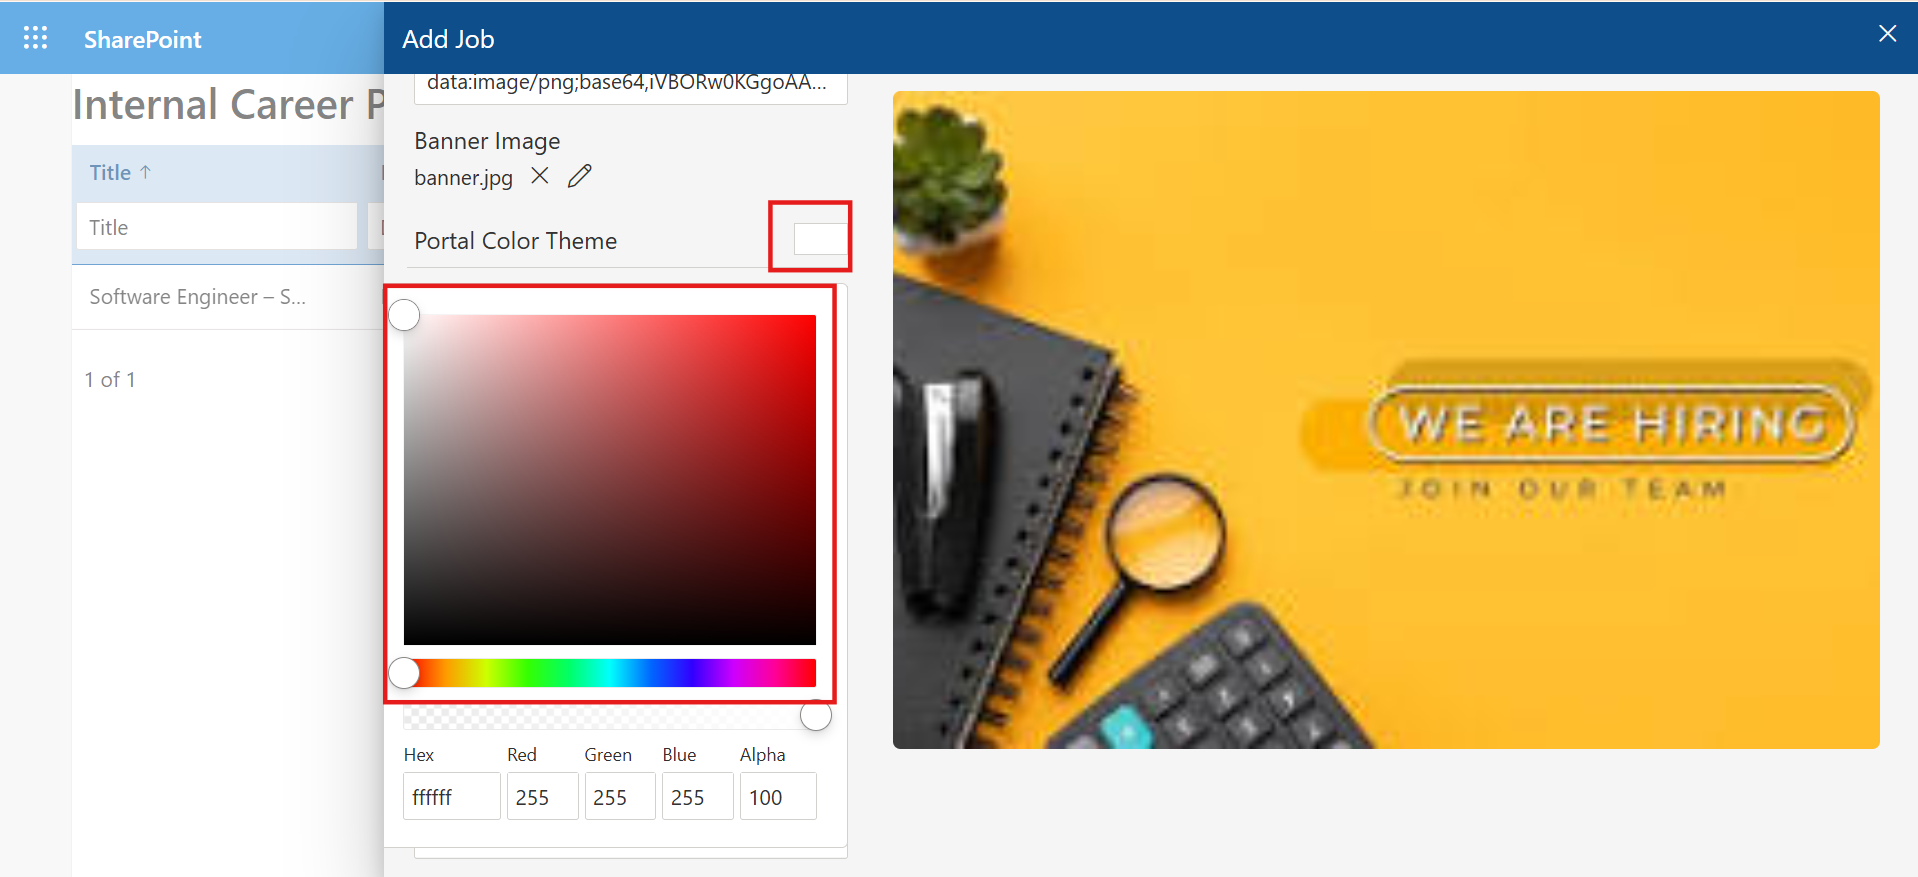 SharePoint
Add Job
Internal Career P
data:image/png;base64,iVBORw0KGgoAA...
Title ↑
Title
Software Engineer – S...
1 of 1
Banner Image
banner.jpg
Portal Color Theme
Hex Red Green Blue Alpha
ffffff 255 255 255 100
WE ARE HIRING
JOIN OUR TEAM